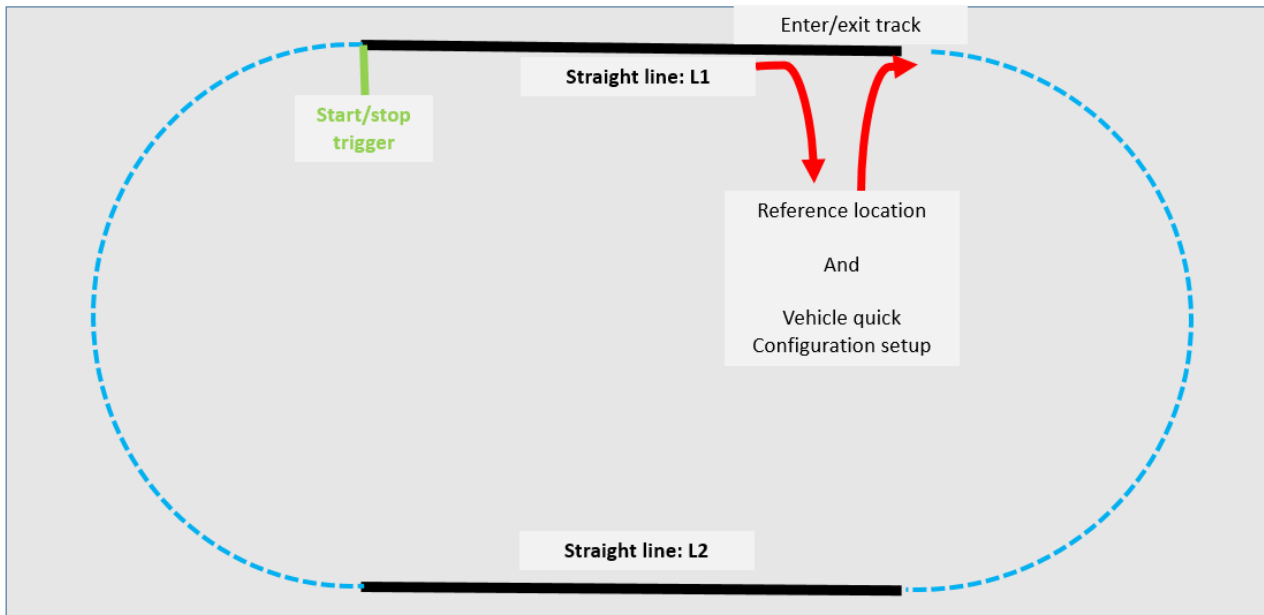 Enter/exit track
Straight line: L1
Start/stop
trigger
Reference location
And
Vehicle quick
Configuration setup
Straight line: L2